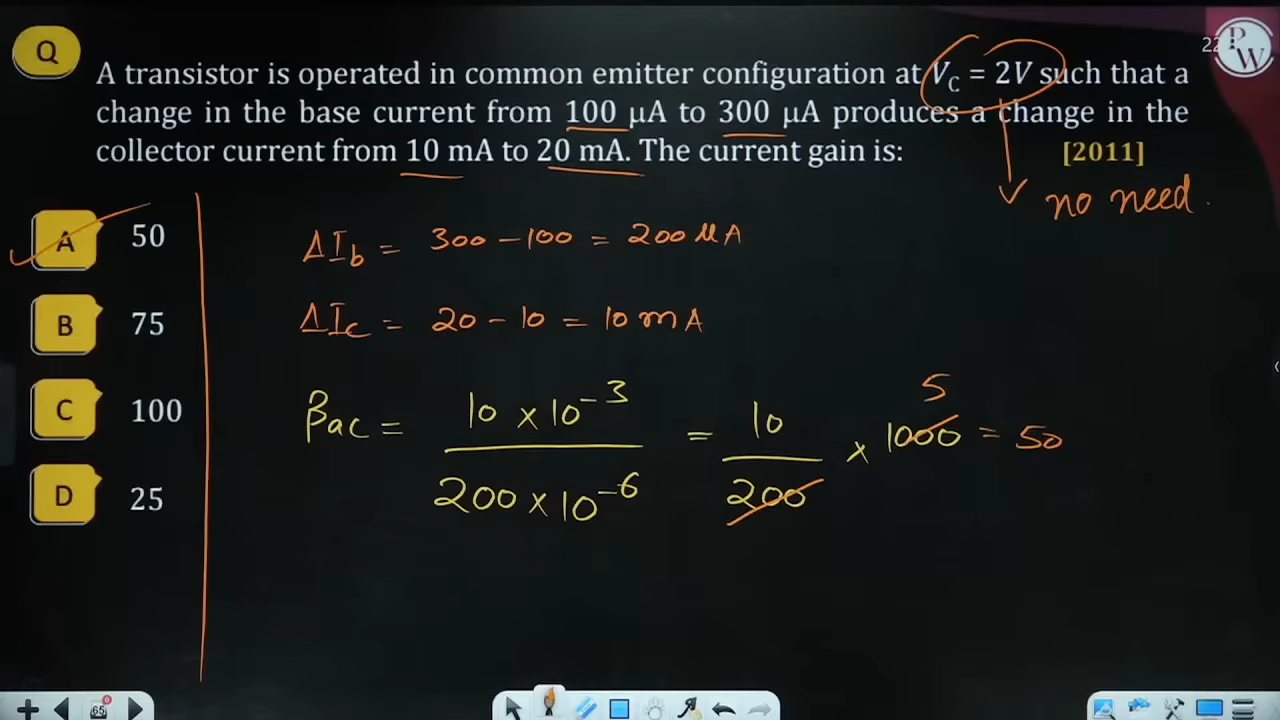 Q
22
PW
A transistor is operated in common emitter configuration at V_C = 2V such that a
change in the base current from 100 μA to 300 μA produces a change in the
collector current from 10 mA to 20 mA. The current gain is: [2011]
no need.
A 50
B 75
C 100
D 25
ΔI_b = 300 - 100 = 200 μA
ΔI_c = 20 - 10 = 10 mA
5
β_ac = 10 × 10^-3 / 200 × 10^-6 = 10 / 200 × 1000 = 50
65